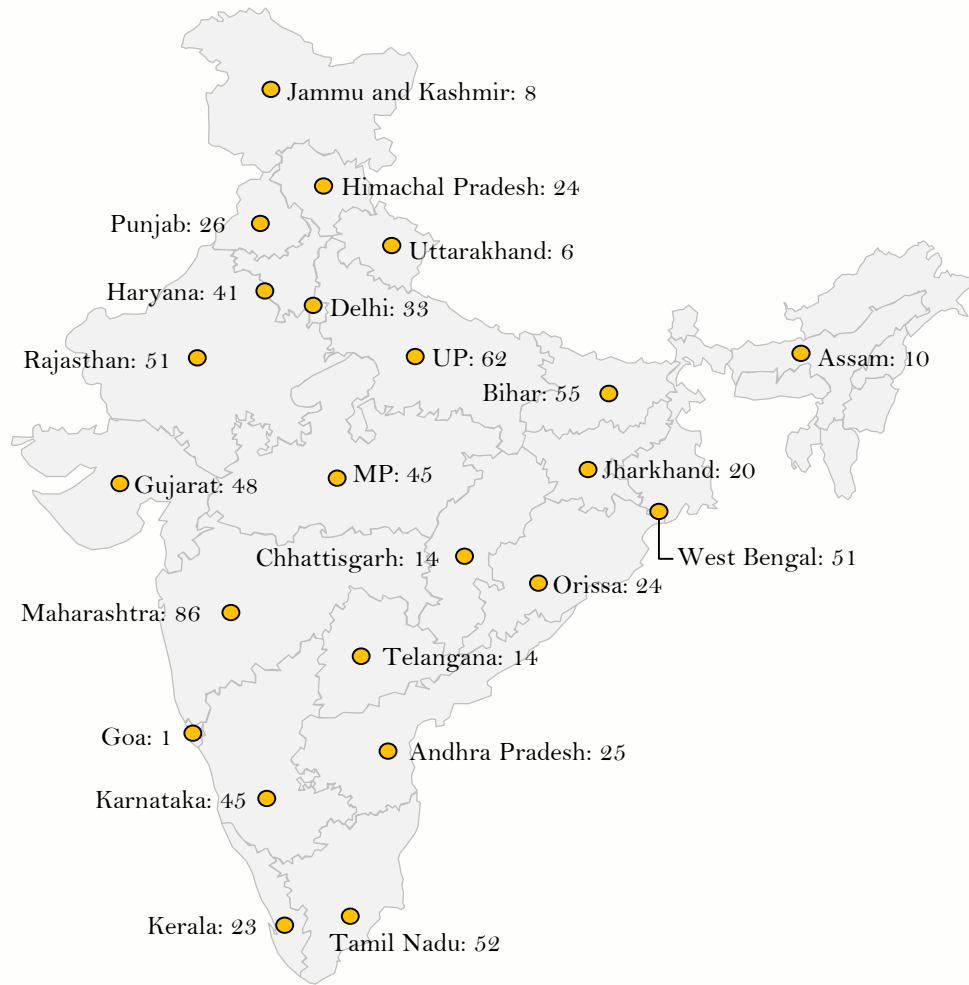 Jammu and Kashmir: 8
Himachal Pradesh: 24
Punjab: 26
Uttarakhand: 6
Haryana: 41
Delhi: 33
Rajasthan: 51
UP: 62
Assam: 10
Bihar: 55
Gujarat: 48
MP: 45
Jharkhand: 20
Chhattisgarh: 14
West Bengal: 51
Orissa: 24
Maharashtra: 86
Telangana: 14
Goa: 1
Andhra Pradesh: 25
Karnataka: 45
Kerala: 23
Tamil Nadu: 52